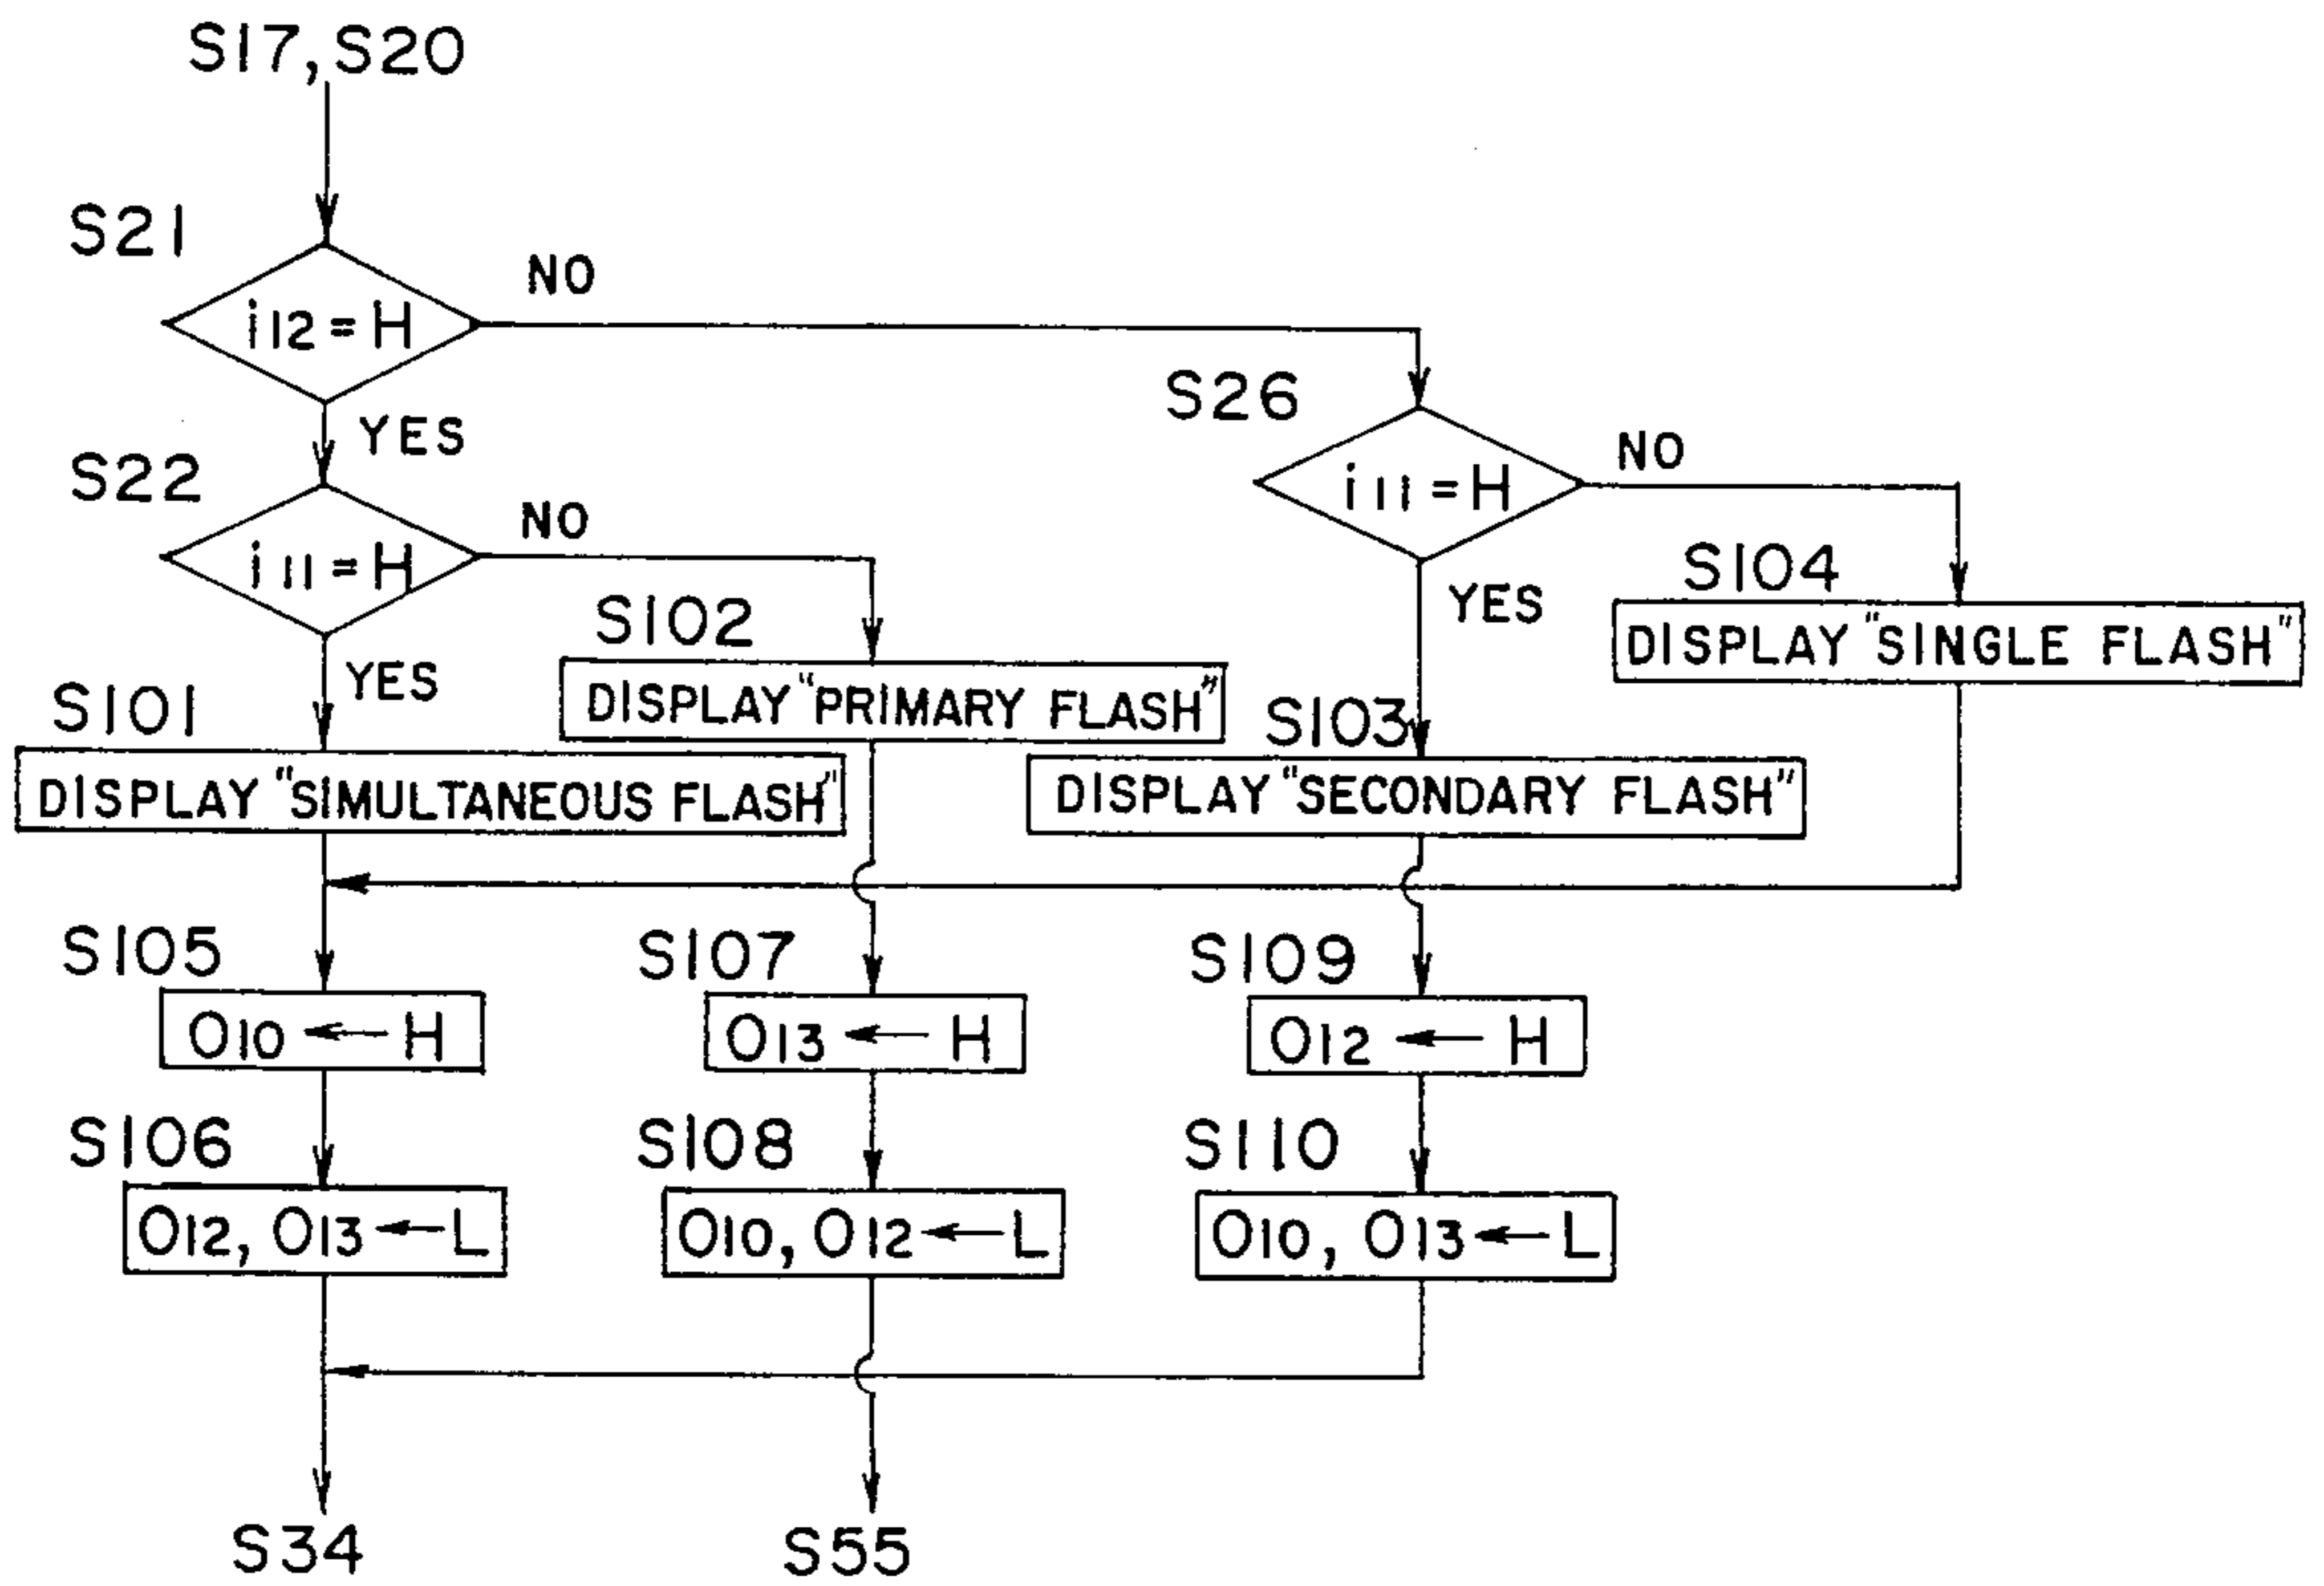 S17, S20
S21
i12 = H
NO
YES
S22
i11 = H
NO
YES
S26
i11 = H
NO
YES
S104
DISPLAY "SINGLE FLASH"
S102
DISPLAY "PRIMARY FLASH"
S101
DISPLAY "SIMULTANEOUS FLASH"
S103
DISPLAY "SECONDARY FLASH"
S105
O10 ← H
S107
O13 ← H
S109
O12 ← H
S106
O12, O13 ← L
S108
O10, O12 ← L
S110
O10, O13 ← L
S34
S55